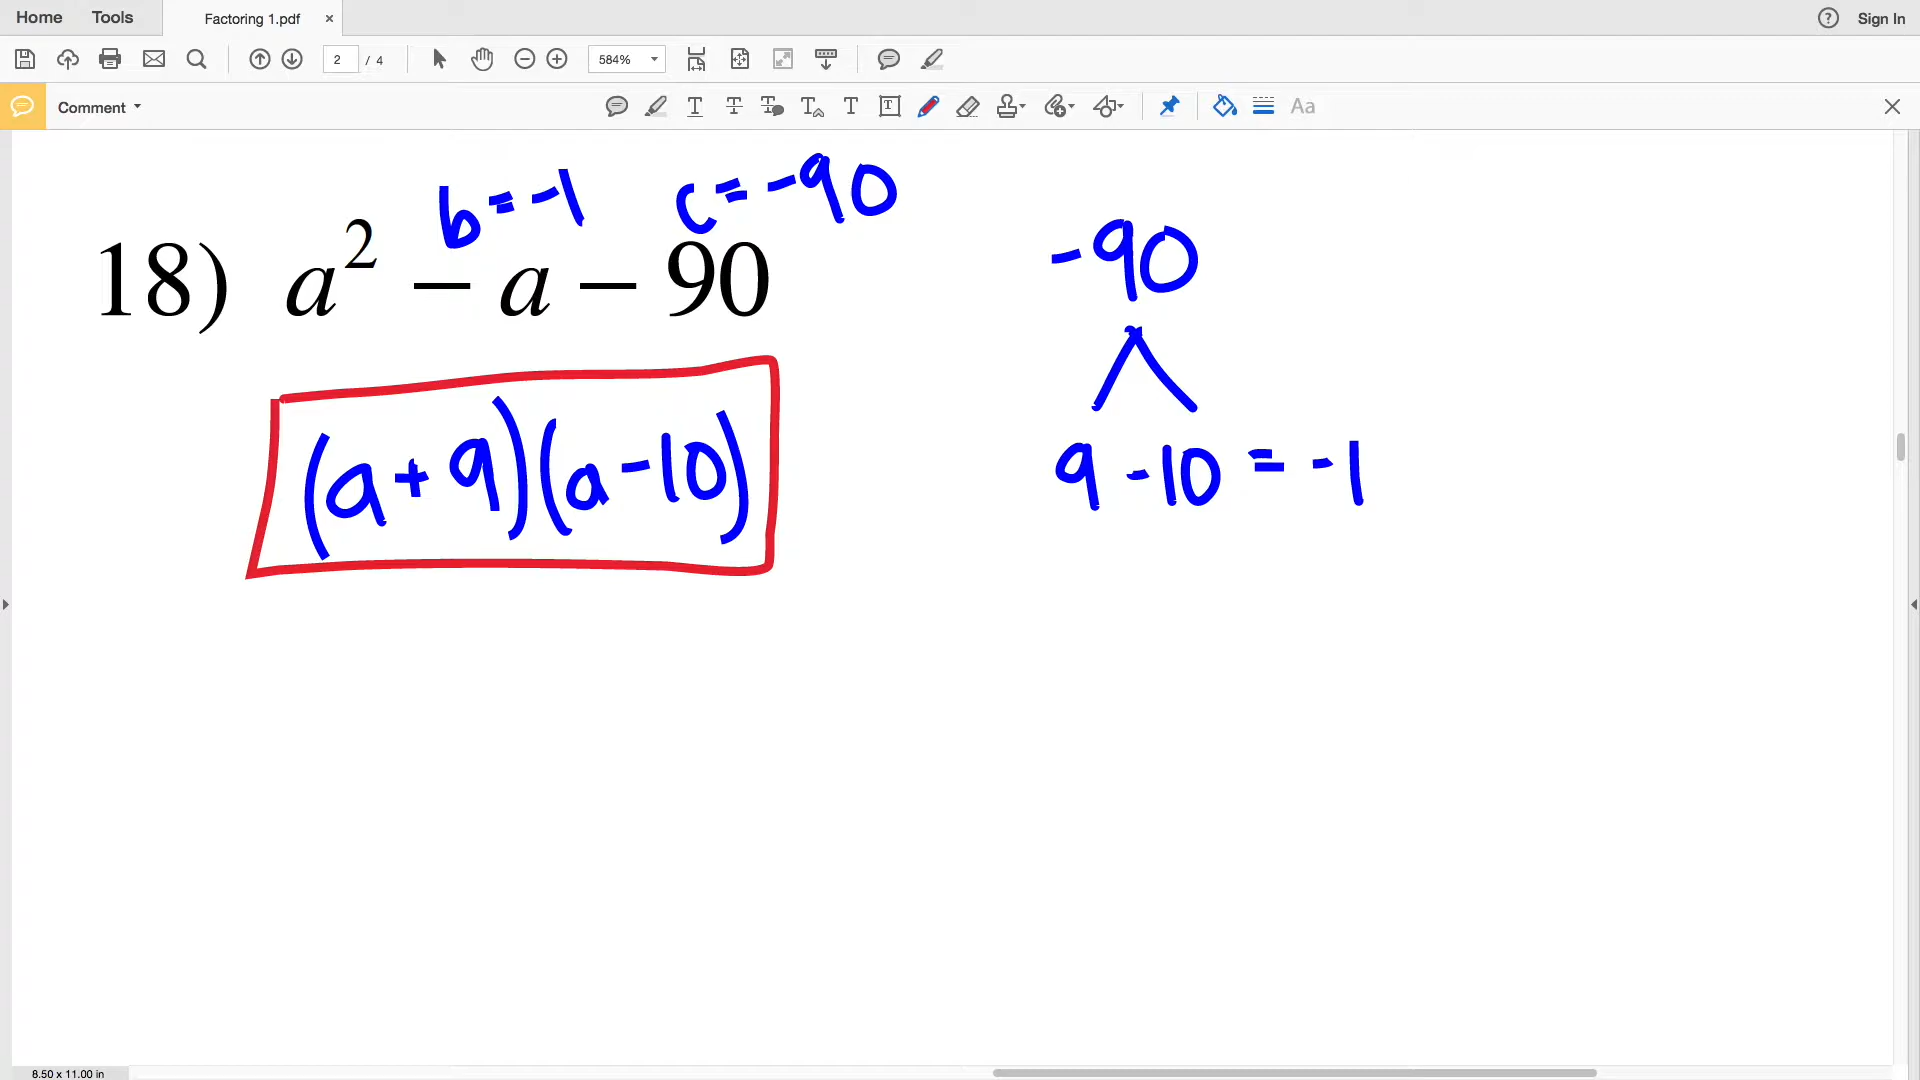 Home Tools Factoring 1.pdf × ? Sign In
2 / 4 584%
Comment T T T T T T Aa
b = -1 c = -90
18) a² − a − 90
-90
(a + 9)(a - 10)
9 - 10 = -1
8.50 x 11.00 in